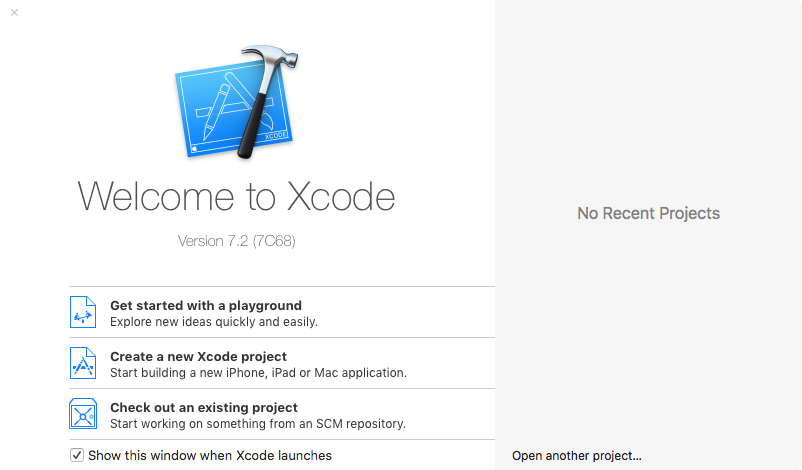 XCODE
Welcome to Xcode
Version 7.2 (7C68)
Get started with a playground
Explore new ideas quickly and easily.
Create a new Xcode project
Start building a new iPhone, iPad or Mac application.
Check out an existing project
Start working on something from an SCM repository.
Show this window when Xcode launches
No Recent Projects
Open another project...